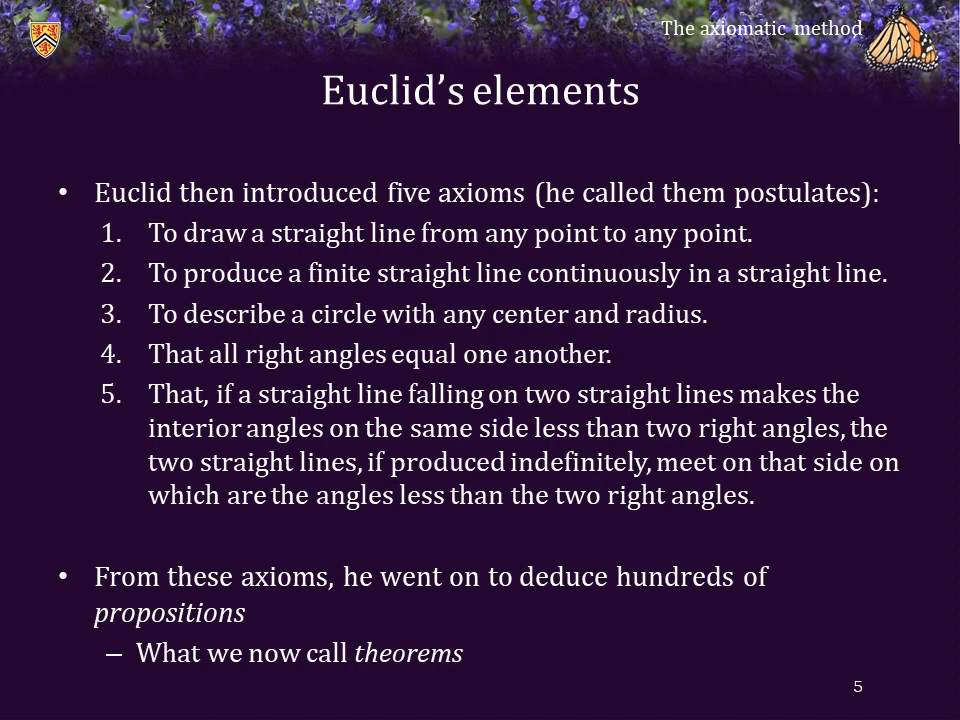 The axiomatic method
Euclid’s elements
• Euclid then introduced five axioms (he called them postulates):
1. To draw a straight line from any point to any point.
2. To produce a finite straight line continuously in a straight line.
3. To describe a circle with any center and radius.
4. That all right angles equal one another.
5. That, if a straight line falling on two straight lines makes the
interior angles on the same side less than two right angles, the
two straight lines, if produced indefinitely, meet on that side on
which are the angles less than the two right angles.
• From these axioms, he went on to deduce hundreds of
propositions
– What we now call theorems
5